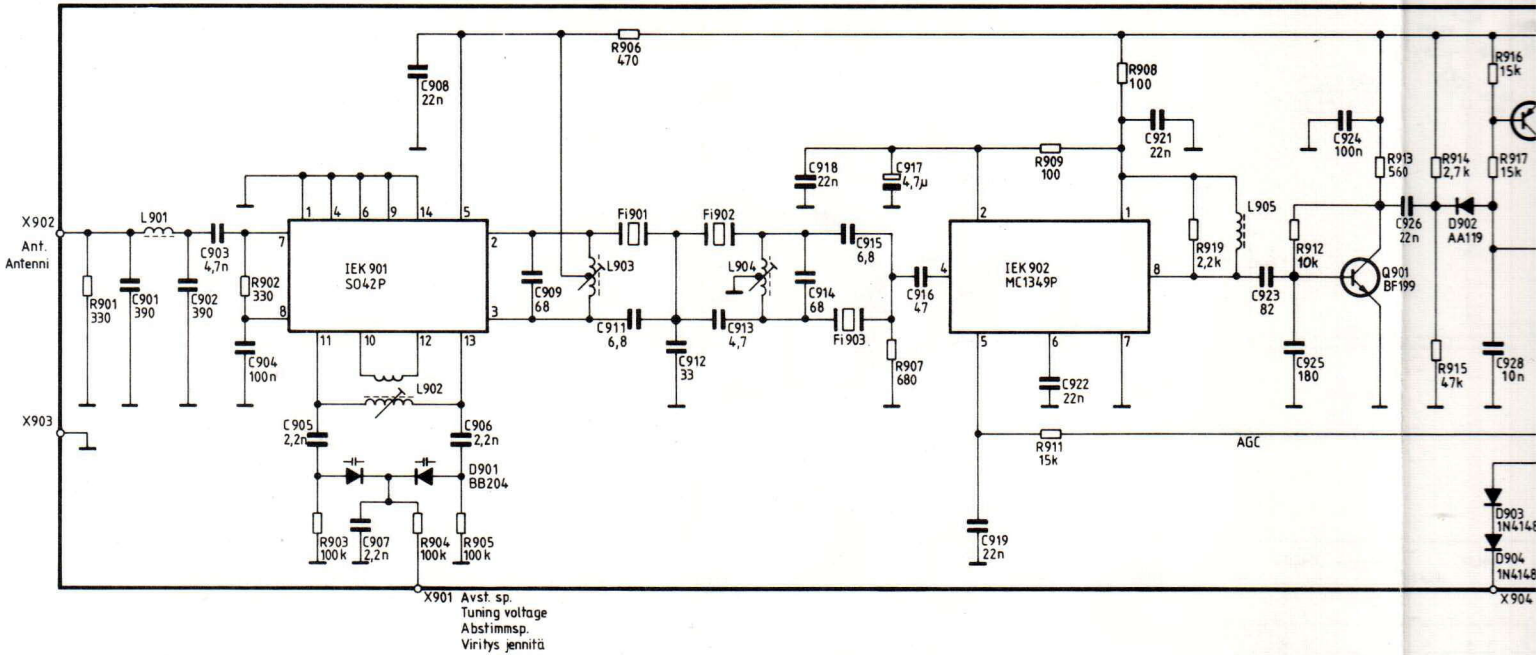 R906
470
R908
100
R916
15k
C908
22n
C918
22n
C917
4,7µ
R909
100
C921
22n
C924
100n
R913
560
R914
2,7k
R917
15k
X902
Ant.
Antenni
L901
C903
4,7n
R901
330
C901
390
C902
390
R902
330
C904
100n
1
4
6
9
14
5
7
8
2
3
11
10
12
13
IEK 901
SO42P
L902
C905
2,2n
C906
2,2n
D901
BB204
R903
100k
C907
2,2n
R904
100k
R905
100k
X903
X901
Avst. sp.
Tuning voltage
Abstimmsp.
Viritys jennitä
C909
68
L903
Fi901
Fi902
C911
6,8
C912
33
C913
4,7
L904
C914
68
C915
6,8
Fi903
C916
47
R907
680
2
1
4
8
5
6
7
IEK 902
MC1349P
C922
22n
R911
15k
C919
22n
AGC
R919
2,2k
L905
C923
82
R912
10k
C925
180
Q901
BF199
C926
22n
D902
AA119
R915
47k
C928
10n
D903
1N4148
D904
1N4148
X904